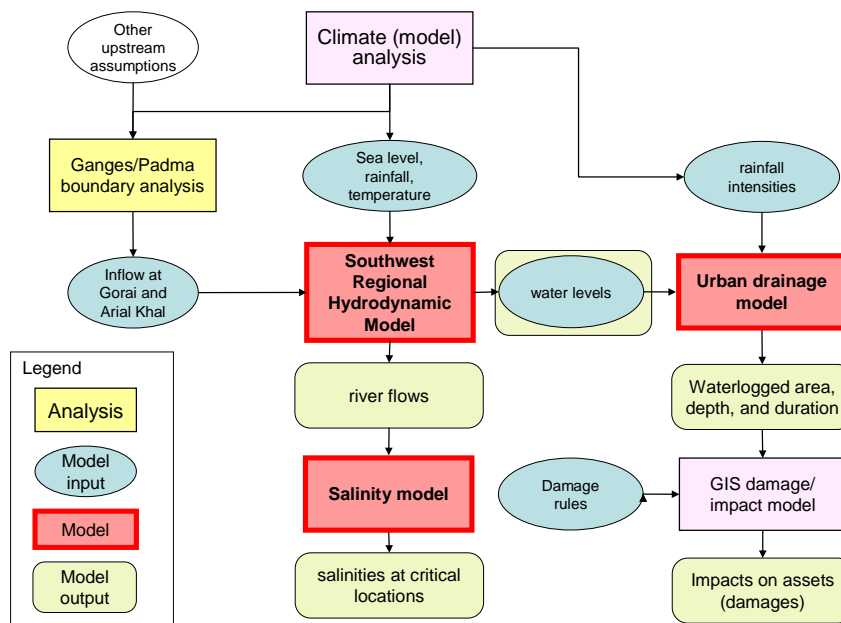 Other
upstream
assumptions
Climate (model)
analysis
Ganges/Padma
boundary analysis
Sea level,
rainfall,
temperature
rainfall
intensities
Inflow at
Gorai and
Arial Khal
Southwest
Regional
Hydrodynamic
Model
water levels
Urban drainage
model
Legend
Analysis
Model
input
Model
Model
output
river flows
Waterlogged area,
depth, and duration
Salinity model
Damage
rules
GIS damage/
impact model
salinities at critical
locations
Impacts on assets
(damages)